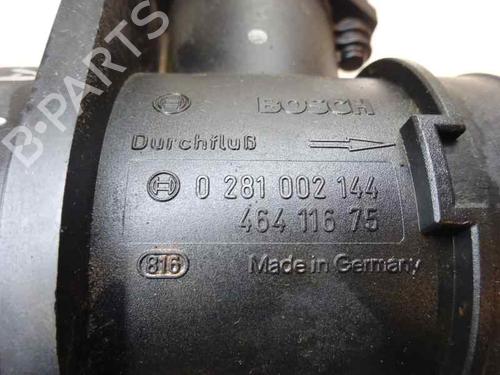 B-PARTS
BOSCH
Durchfluß
0 281 002 144
464 116 75
816 Made in Germany